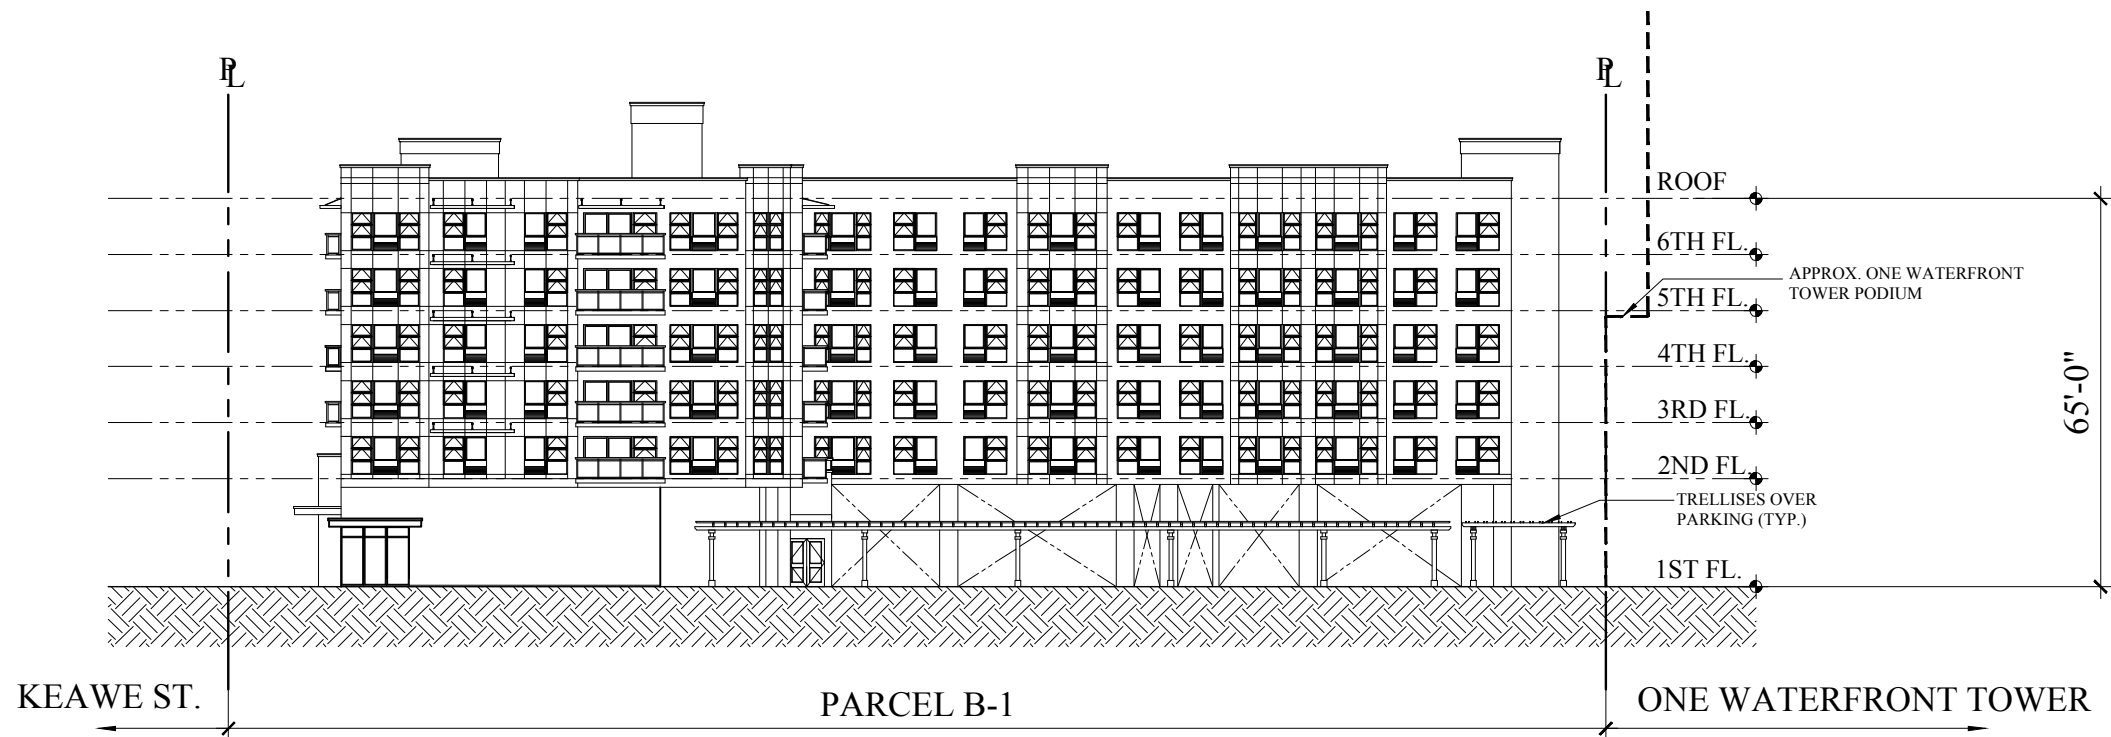 PL
PL
ROOF
6TH FL.
APPROX. ONE WATERFRONT
TOWER PODIUM
5TH FL.
4TH FL.
65'-0"
3RD FL.
2ND FL.
TRELLISES OVER
PARKING (TYP.)
1ST FL.
KEAWE ST.
PARCEL B-1
ONE WATERFRONT TOWER